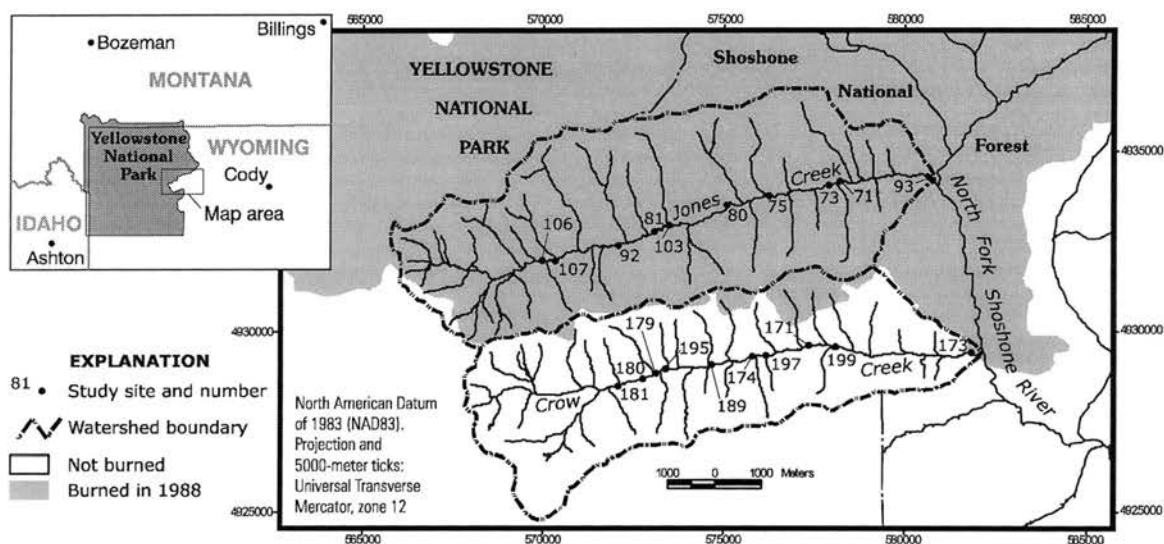 Bozeman
Billings
MONTANA
Yellowstone
National
Park
WYOMING
Cody
Map area
IDAHO
Ashton
565000
570000
575000
580000
585000
YELLOWSTONE
NATIONAL
PARK
Shoshone
National
Forest
4935000
4930000
4925000
Jones
Creek
106
107
92
81
103
80
75
73
71
93
North Fork Shoshone River
179
180
181
195
189
174
197
171
199
173
Crow
Creek
4930000
4925000
EXPLANATION
81 Study site and number
Watershed boundary
Not burned
Burned in 1988
North American Datum
of 1983 (NAD83).
Projection and
5000-meter ticks:
Universal Transverse
Mercator, zone 12
1000 0 1000 Meters
565000
570000
575000
580000
585000